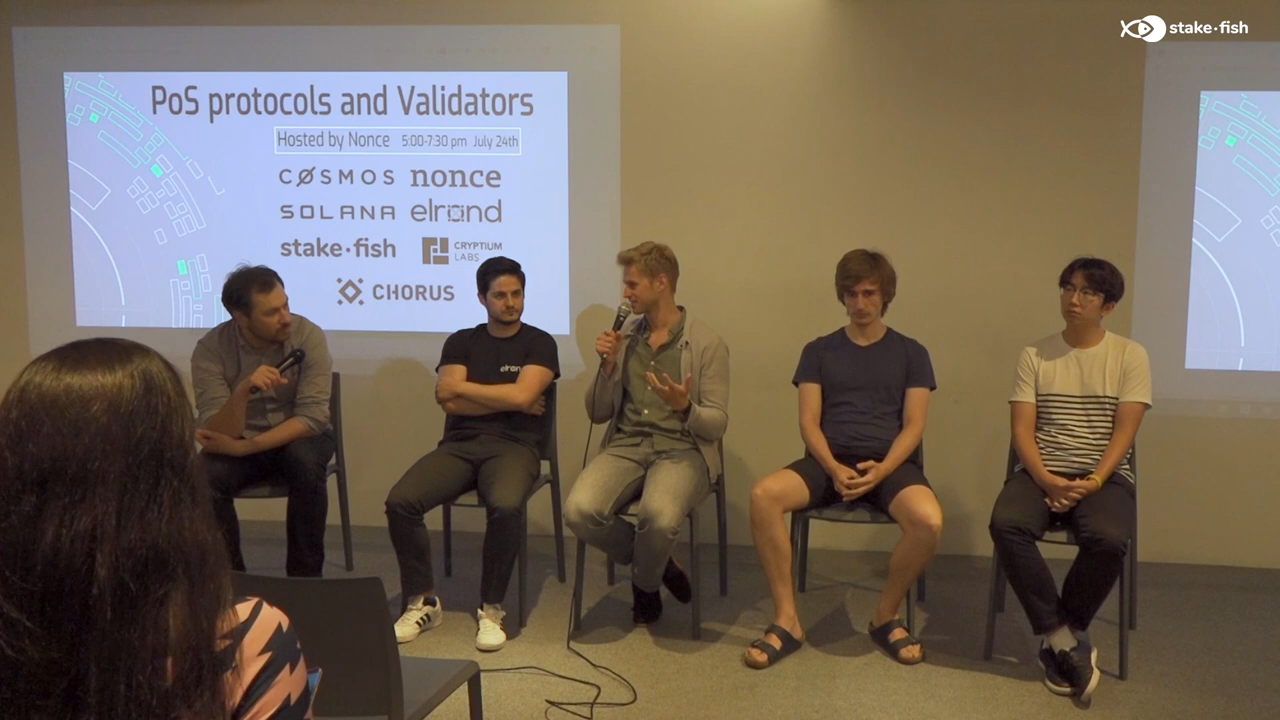 stake·fish
PoS protocols and Validators
Hosted by Nonce 5:00-7:30 pm July 24th
COSMOS nonce
SOLANA elrond
stake·fish CRYPTIUM
LABS
CHORUS
elron